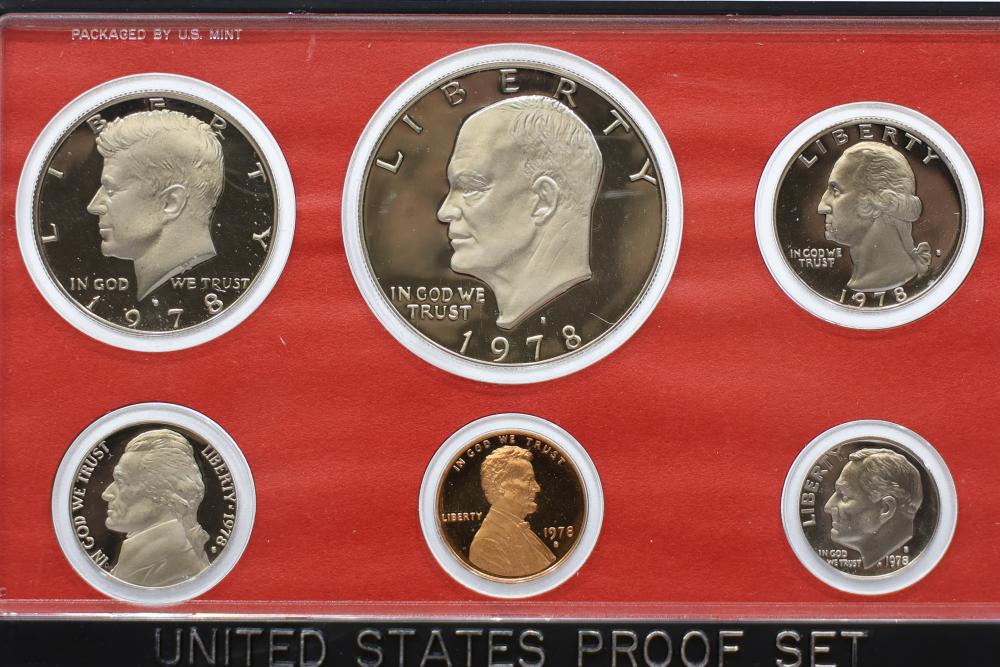 PACKAGED BY U.S. MINT
LIBERTY
IN GOD WE TRUST
1978
LIBERTY
IN GOD WE
TRUST
S
1978
LIBERTY
IN GOD WE
TRUST
S
1978
IN GOD WE TRUST
LIBERTY * 1978
S
IN GOD WE TRUST
LIBERTY
1978
S
LIBERTY
IN GOD
WE TRUST
S
1978
UNITED STATES PROOF SET